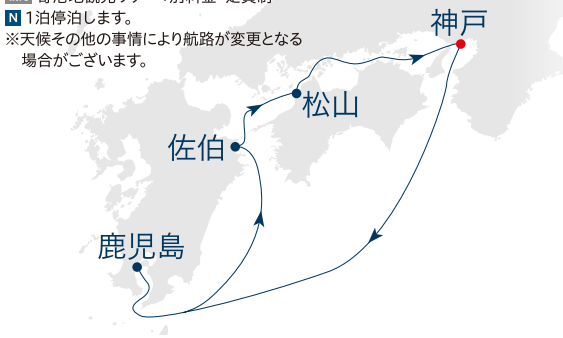 N 1泊停泊します。
※天候その他の事情により航路が変更となる
場合がございます。
神戸
松山
佐伯
鹿児島